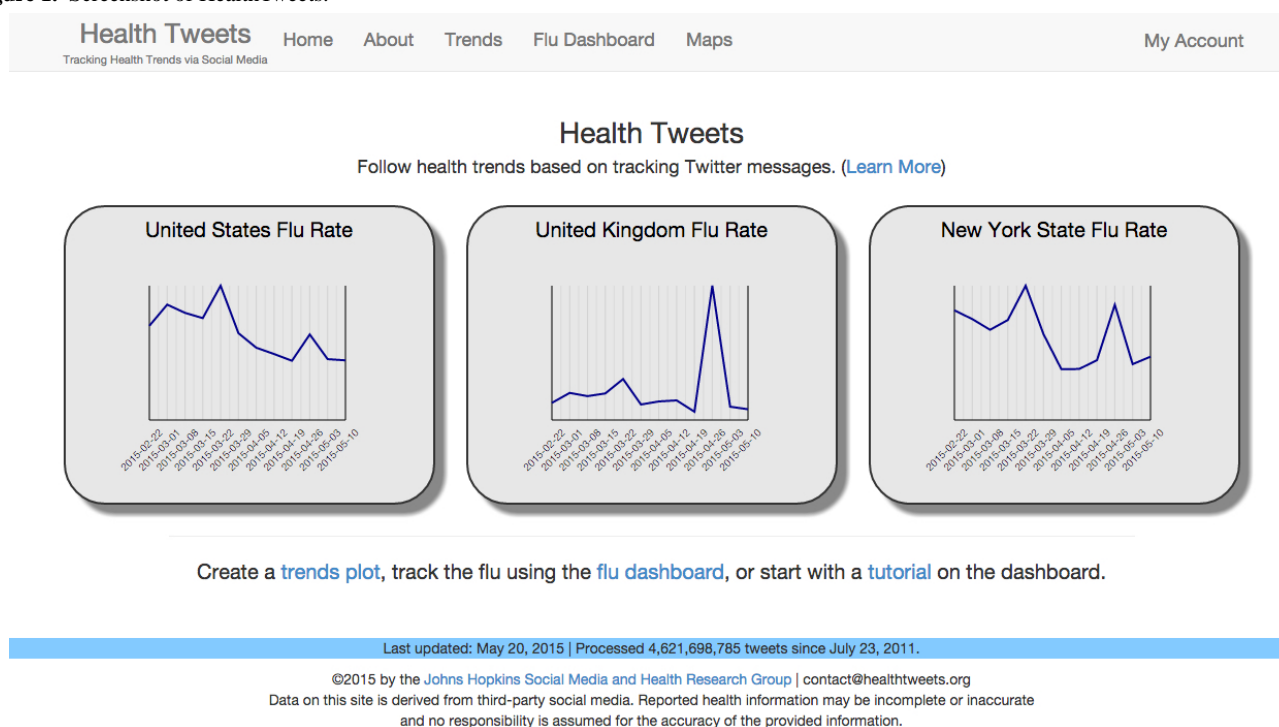 Screenshot of HealthTweets.
Health Tweets
Tracking Health Trends via Social Media
Home About Trends Flu Dashboard Maps My Account
Health Tweets
Follow health trends based on tracking Twitter messages. (Learn More)
United States Flu Rate
2015-02-22
2015-03-01
2015-03-08
2015-03-15
2015-03-22
2015-03-29
2015-04-05
2015-04-12
2015-04-19
2015-04-26
2015-05-03
2015-05-10
United Kingdom Flu Rate
2015-02-22
2015-03-01
2015-03-08
2015-03-15
2015-03-22
2015-03-29
2015-04-05
2015-04-12
2015-04-19
2015-04-26
2015-05-03
2015-05-10
New York State Flu Rate
2015-02-22
2015-03-01
2015-03-08
2015-03-15
2015-03-22
2015-03-29
2015-04-05
2015-04-12
2015-04-19
2015-04-26
2015-05-03
2015-05-10
Create a trends plot, track the flu using the flu dashboard, or start with a tutorial on the dashboard.
Last updated: May 20, 2015 | Processed 4,621,698,785 tweets since July 23, 2011.
©2015 by the Johns Hopkins Social Media and Health Research Group | contact@healthtweets.org
Data on this site is derived from third-party social media. Reported health information may be incomplete or inaccurate
and no responsibility is assumed for the accuracy of the provided information.